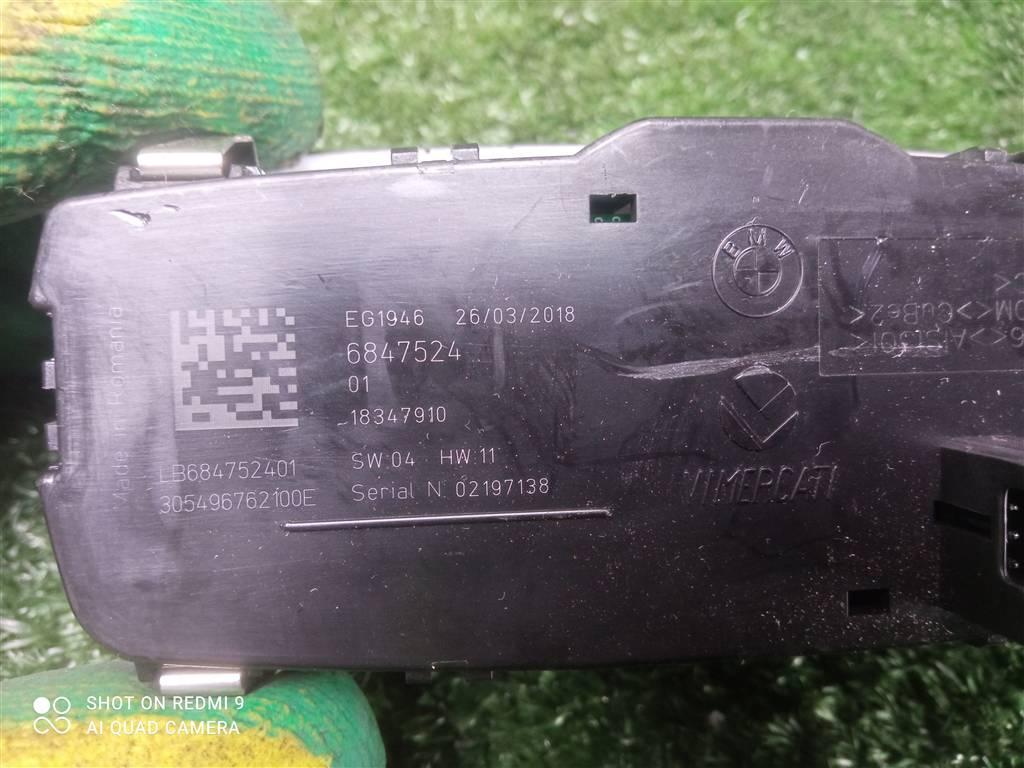 EG1946 26/03/2018
6847524
01
18347910
SW:04 HW:11
Serial N. 02197138
LB684752401
305496762100E
Made in Romania
BMW
VIMERCATI
SHOT ON REDMI 9
AI QUAD CAMERA